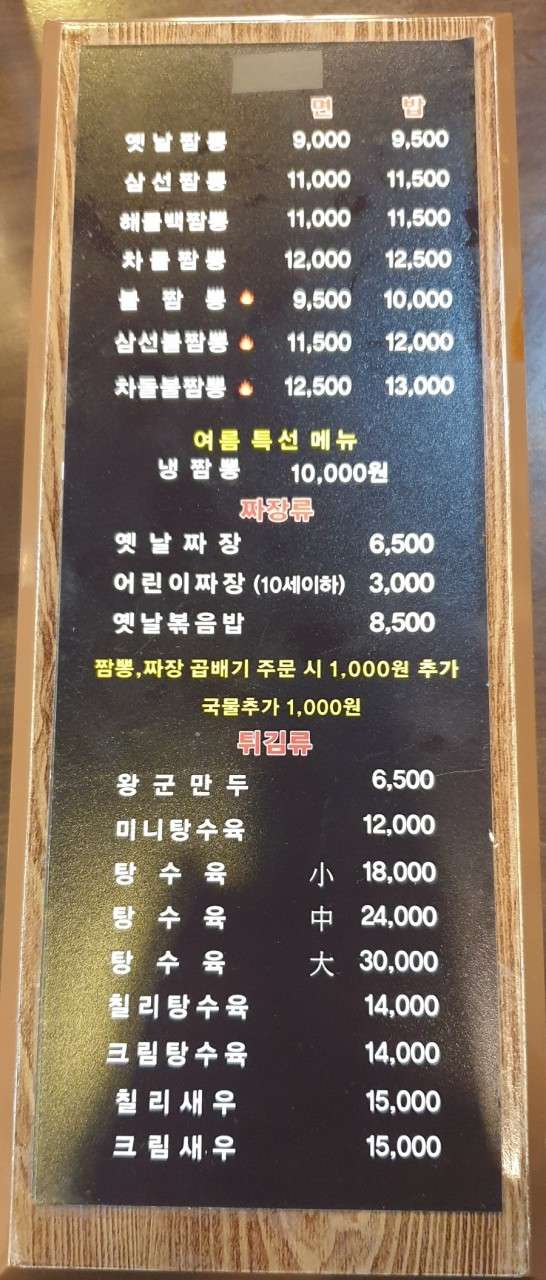 면 밥
옛날짬뽕 9,000 9,500
삼선짬뽕 11,000 11,500
해물백짬뽕 11,000 11,500
차돌짬뽕 12,000 12,500
불짬뽕 9,500 10,000
삼선불짬뽕 11,500 12,000
차돌불짬뽕 12,500 13,000
여름 특선 메뉴
냉짬뽕 10,000원
짜장류
옛날짜장 6,500
어린이짜장 (10세이하) 3,000
옛날볶음밥 8,500
짬뽕,짜장 곱배기 주문 시 1,000원 추가
국물추가 1,000원
튀김류
왕군만두 6,500
미니탕수육 12,000
탕수육 小 18,000
탕수육 中 24,000
탕수육 大 30,000
칠리탕수육 14,000
크림탕수육 14,000
칠리새우 15,000
크림새우 15,000